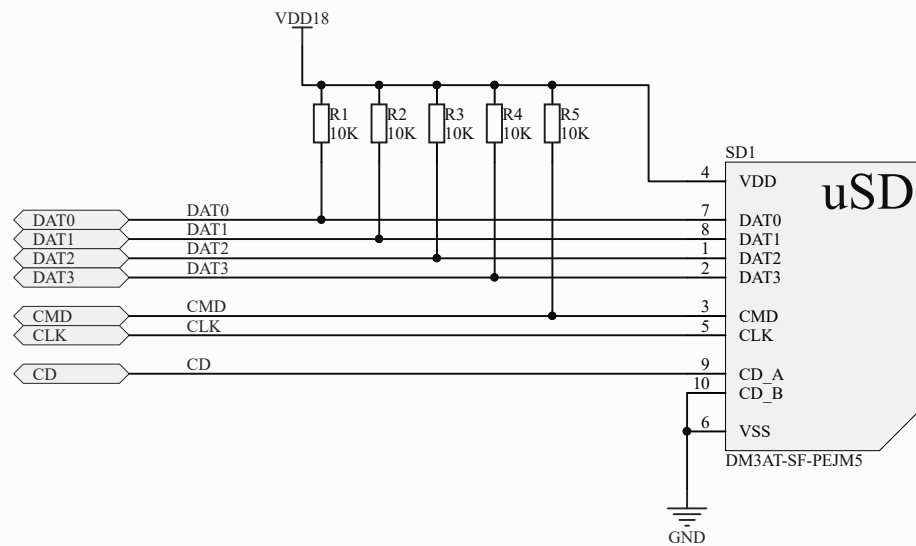 VDD18
R1
10K
R2
10K
R3
10K
R4
10K
R5
10K
SD1
uSD
4
VDD
DAT0
DAT0
7
DAT0
DAT1
DAT1
8
DAT1
DAT2
DAT2
1
DAT2
DAT3
DAT3
2
DAT3
CMD
CMD
3
CMD
CLK
CLK
5
CLK
CD
CD
9
CD_A
10
CD_B
6
VSS
DM3AT-SF-PEJM5
GND